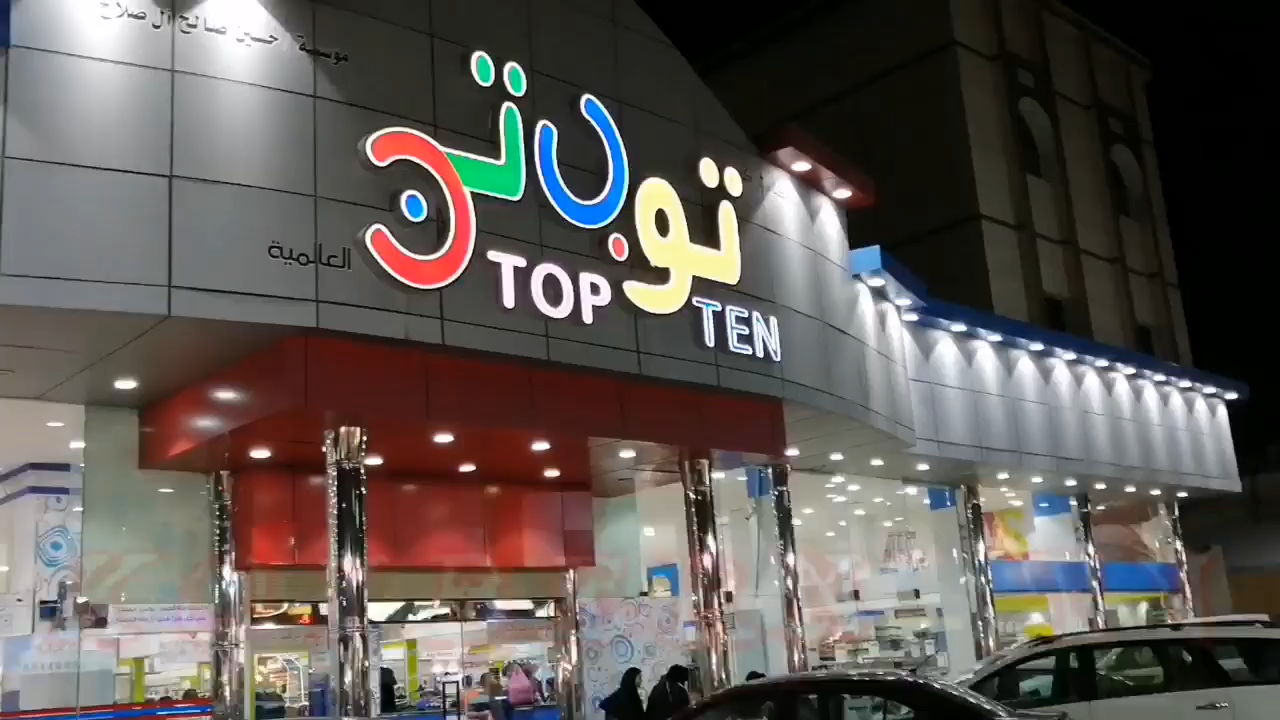 مؤسسة حسين صالح آل صلاح
توب تن
العالمية
TOP TEN